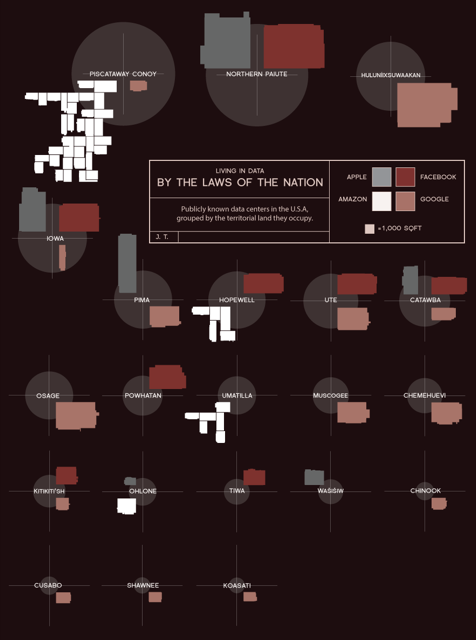 PISCATAWAY CONOY
NORTHERN PAIUTE
HULUNIIXSUWAAKAN
LIVING IN DATA
BY THE LAWS OF THE NATION
Publicly known data centers in the U.S.A,
grouped by the territorial land they occupy.
J. T.
APPLE
FACEBOOK
AMAZON
GOOGLE
=1,000 SQFT
IOWA
PIMA
HOPEWELL
UTE
CATAWBA
OSAGE
POWHATAN
UMATILLA
MUSCOGEE
CHEMEHUEVI
KITIKITI'SH
OHLONE
TIWA
WASISIW
CHINOOK
CUSABO
SHAWNEE
KOASATI